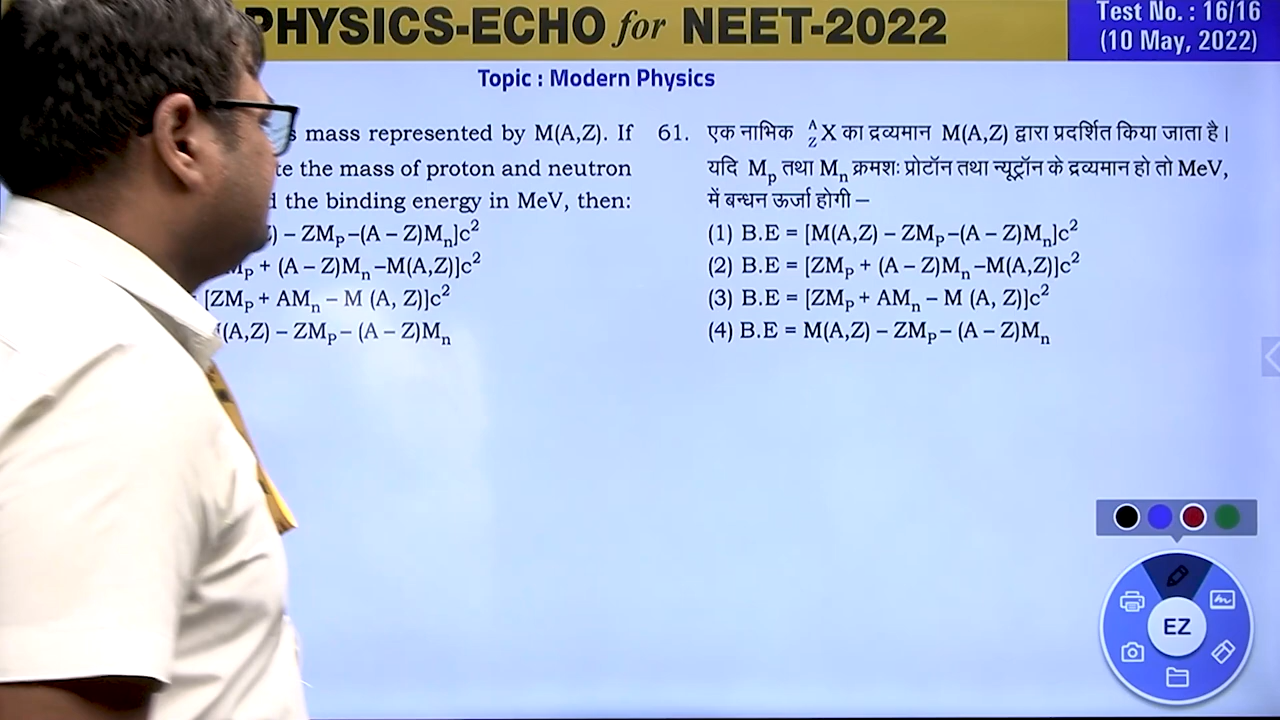 PHYSICS-ECHO for NEET-2022
Test No. : 16/16
(10 May, 2022)
Topic : Modern Physics
mass represented by M(A,Z). If
the mass of proton and neutron
the binding energy in MeV, then:
– ZMₚ–(A – Z)Mₙ]c²
+ (A – Z)Mₙ–M(A,Z)]c²
[ZMₚ + AMₙ – M (A, Z)]c²
(A,Z) – ZMₚ – (A – Z)Mₙ
61. एक नाभिक ᴬ_ZX का द्रव्यमान M(A,Z) द्वारा प्रदर्शित किया जाता है।
यदि Mₚ तथा Mₙ क्रमशः प्रोटॉन तथा न्यूट्रॉन के द्रव्यमान हो तो MeV,
में बन्धन ऊर्जा होगी –
(1) B.E = [M(A,Z) – ZMₚ–(A – Z)Mₙ]c²
(2) B.E = [ZMₚ + (A – Z)Mₙ–M(A,Z)]c²
(3) B.E = [ZMₚ + AMₙ – M (A, Z)]c²
(4) B.E = M(A,Z) – ZMₚ – (A – Z)Mₙ
EZ